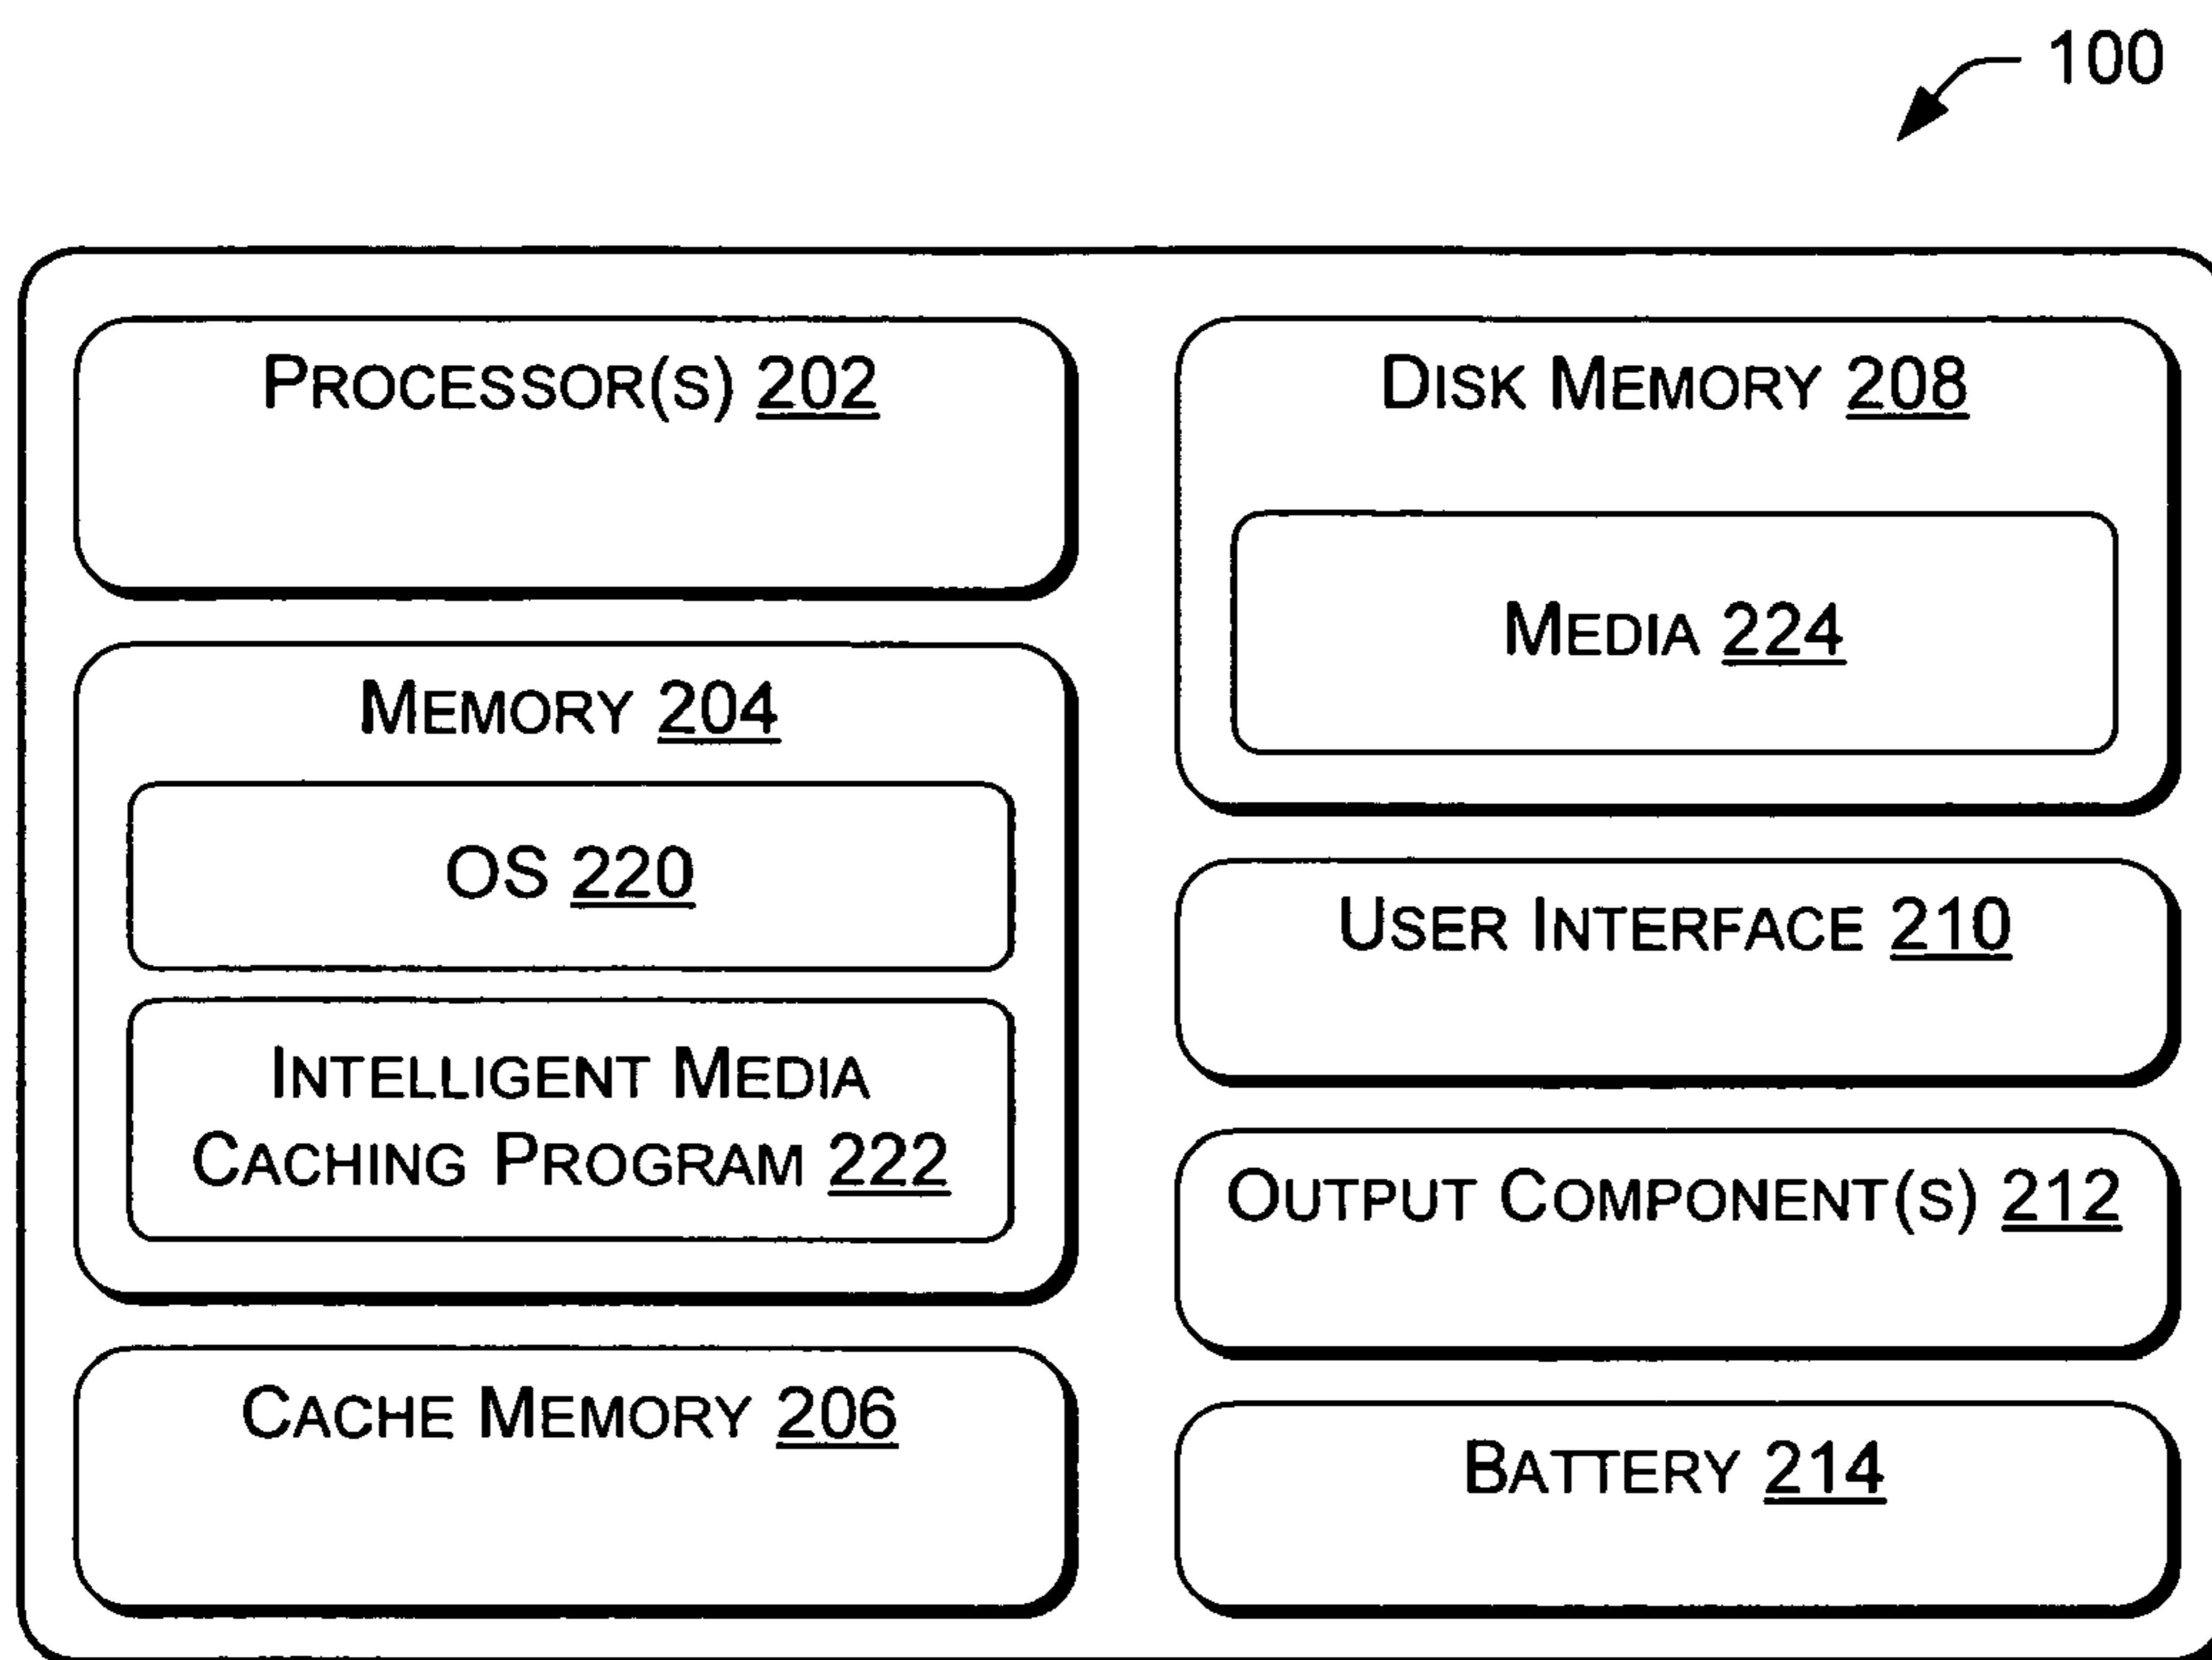 100
PROCESSOR(S) 202
MEMORY 204
OS 220
INTELLIGENT MEDIA
CACHING PROGRAM 222
CACHE MEMORY 206
DISK MEMORY 208
MEDIA 224
USER INTERFACE 210
OUTPUT COMPONENT(S) 212
BATTERY 214